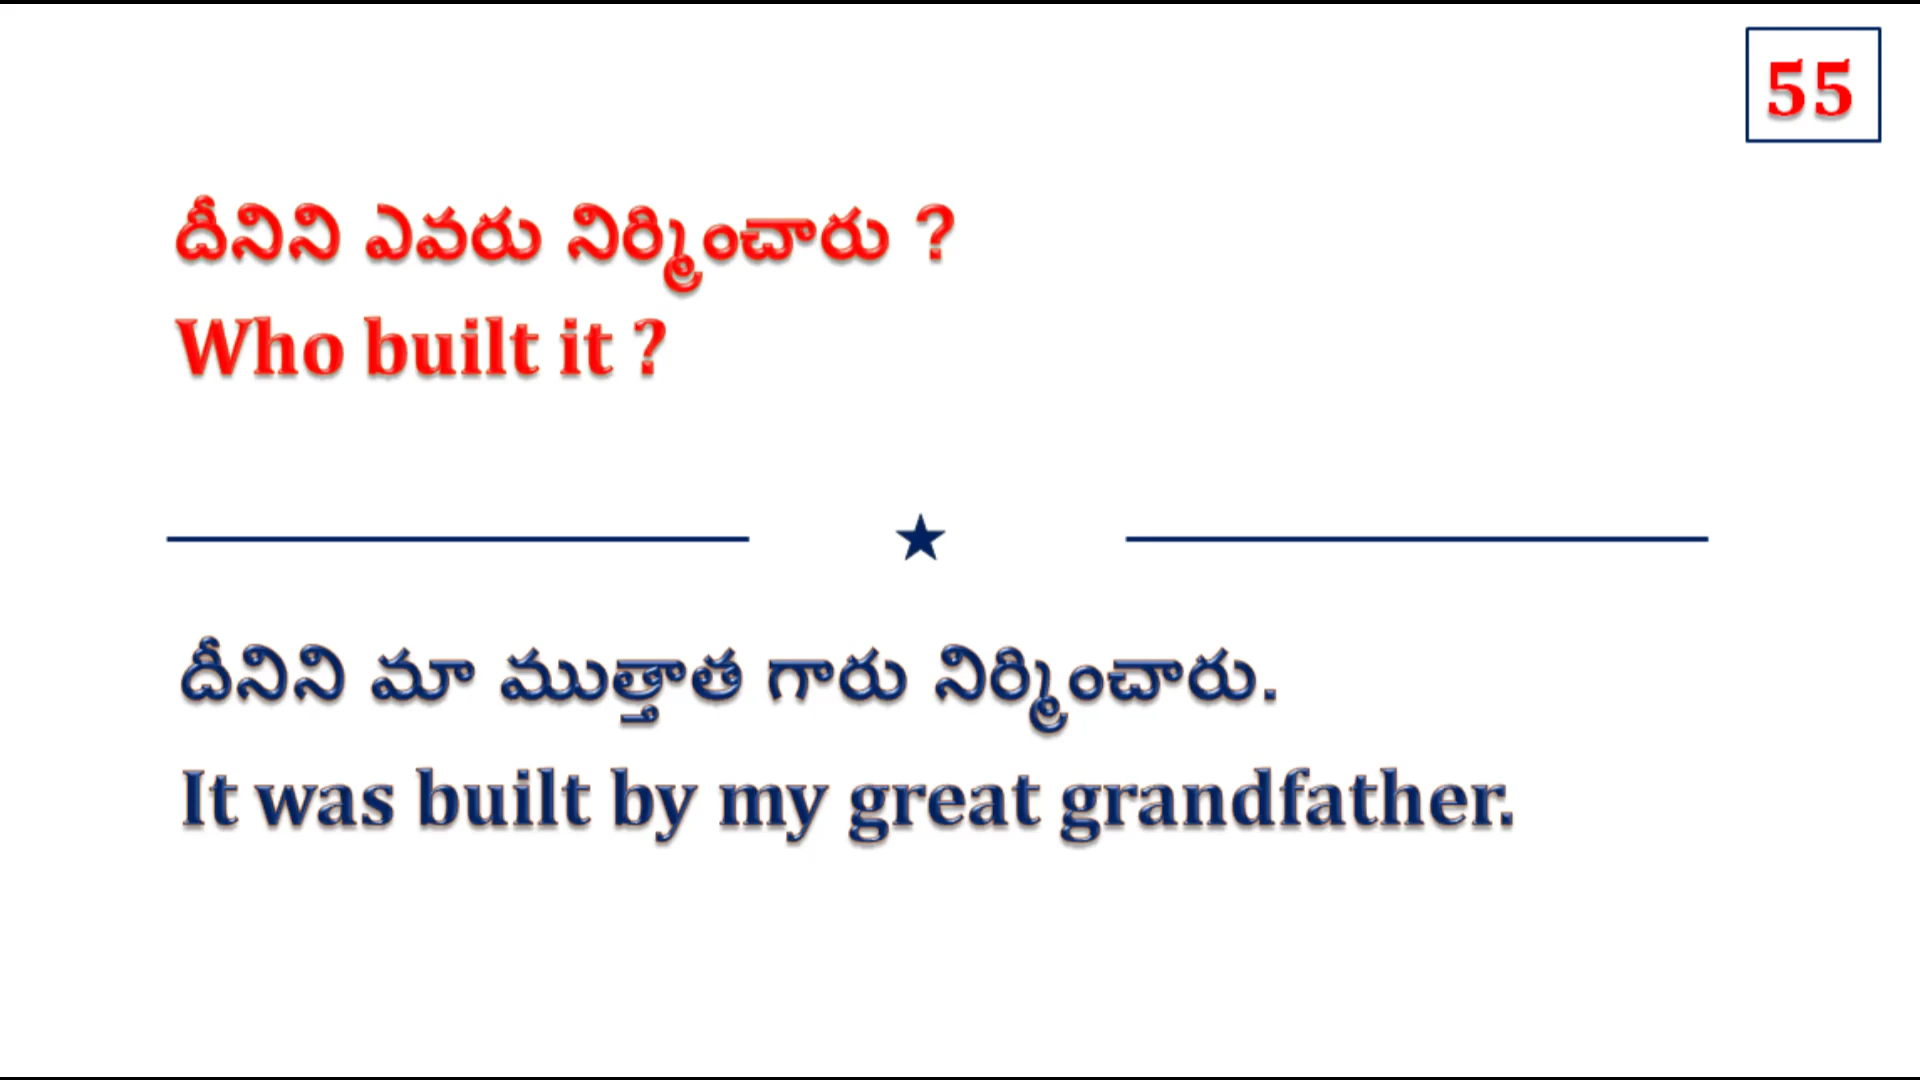 55
దీనిని ఎవరు నిర్మించారు ?
Who built it ?
దీనిని మా ముత్తాత గారు నిర్మించారు.
It was built by my great grandfather.